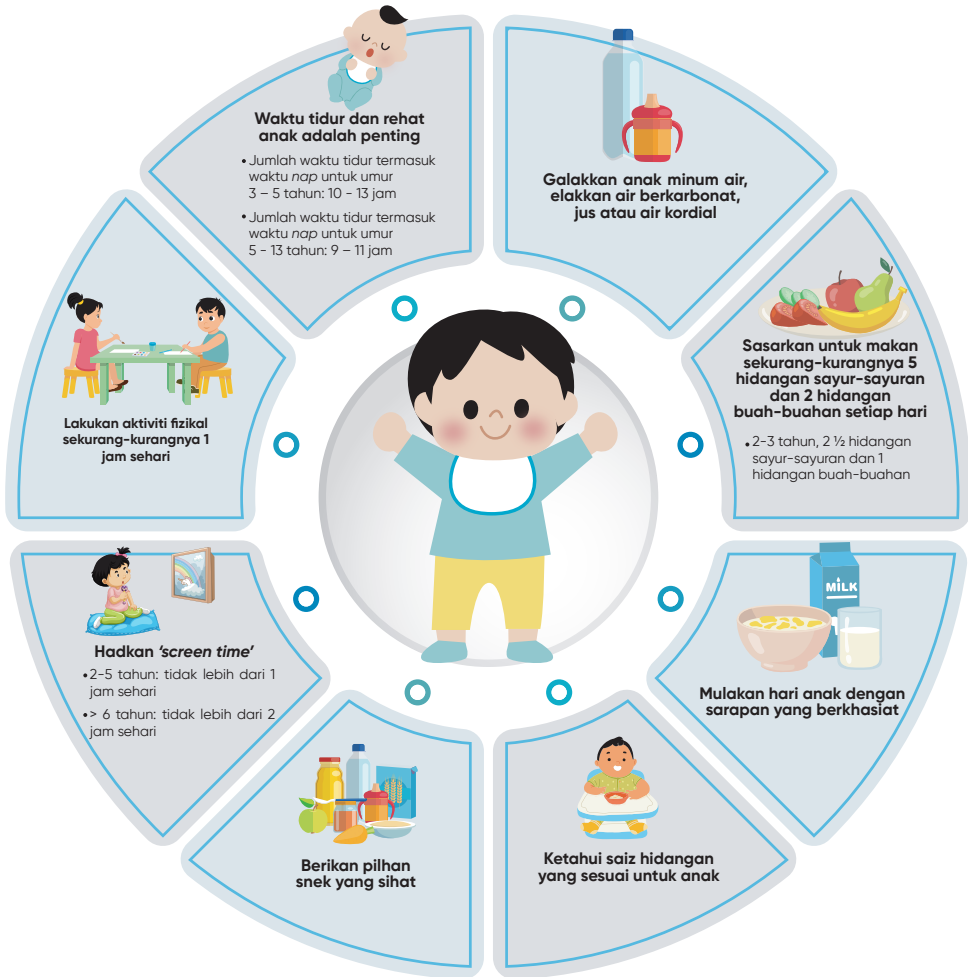 Waktu tidur dan rehat
anak adalah penting
• Jumlah waktu tidur termasuk
waktu nap untuk umur
3 – 5 tahun: 10 - 13 jam
• Jumlah waktu tidur termasuk
waktu nap untuk umur
5 - 13 tahun: 9 – 11 jam
Galakkan anak minum air,
elakkan air berkarbonat,
jus atau air kordial
Sasarkan untuk makan
sekurang-kurangnya 5
hidangan sayur-sayuran
dan 2 hidangan
buah-buahan setiap hari
• 2-3 tahun, 2 ½ hidangan
sayur-sayuran dan 1
hidangan buah-buahan
MiLK
Mulakan hari anak dengan
sarapan yang berkhasiat
Ketahui saiz hidangan
yang sesuai untuk anak
Berikan pilhan
snek yang sihat
Hadkan ‘screen time’
• 2-5 tahun: tidak lebih dari 1
jam sehari
• > 6 tahun: tidak lebih dari 2
jam sehari
Lakukan aktiviti fizikal
sekurang-kurangnya 1
jam sehari